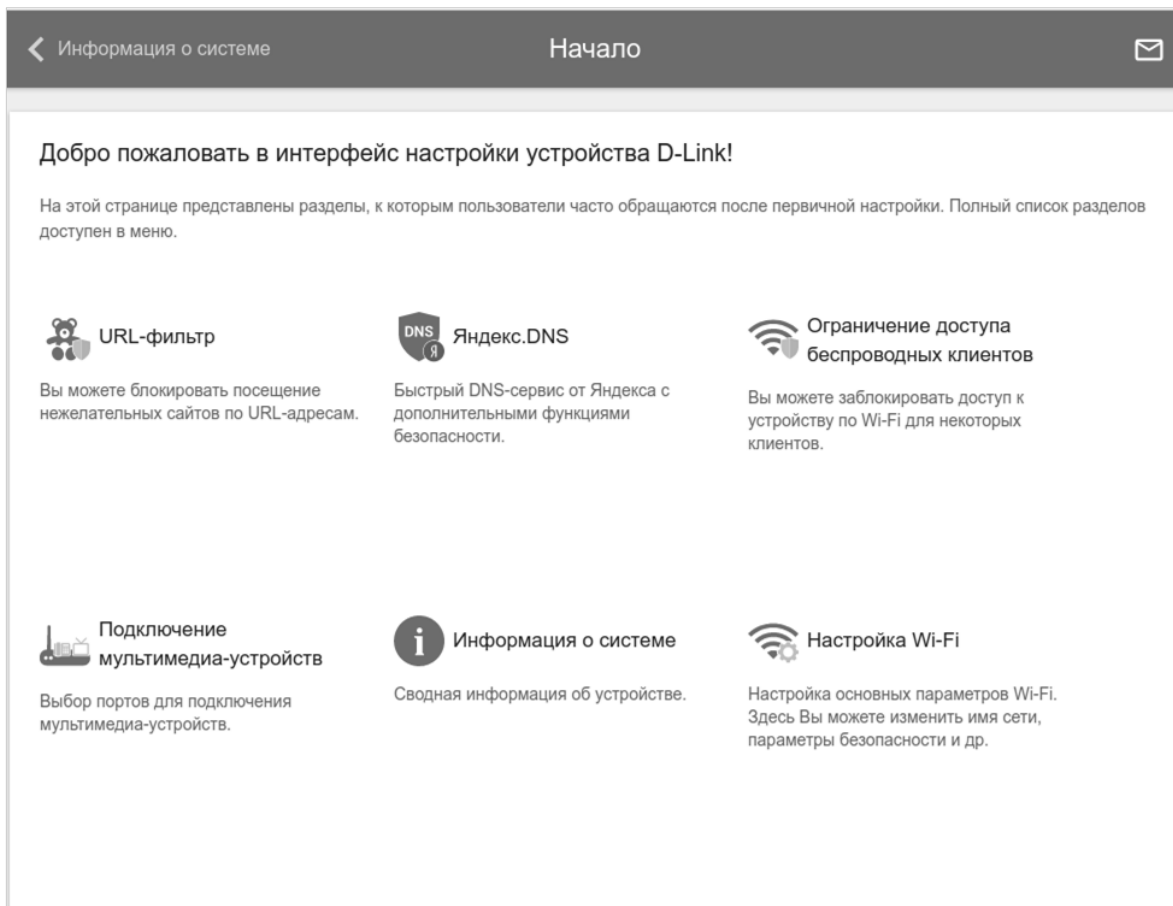 Информация о системе
Начало
Добро пожаловать в интерфейс настройки устройства D-Link!
На этой странице представлены разделы, к которым пользователи часто обращаются после первичной настройки. Полный список разделов
доступен в меню.
URL-фильтр
Вы можете блокировать посещение
нежелательных сайтов по URL-адресам.
DNS
Я
Яндекс.DNS
Быстрый DNS-сервис от Яндекса с
дополнительными функциями
безопасности.
Ограничение доступа
беспроводных клиентов
Вы можете заблокировать доступ к
устройству по Wi-Fi для некоторых
клиентов.
Подключение
мультимедиа-устройств
Выбор портов для подключения
мультимедиа-устройств.
i
Информация о системе
Сводная информация об устройстве.
Настройка Wi-Fi
Настройка основных параметров Wi-Fi.
Здесь Вы можете изменить имя сети,
параметры безопасности и др.